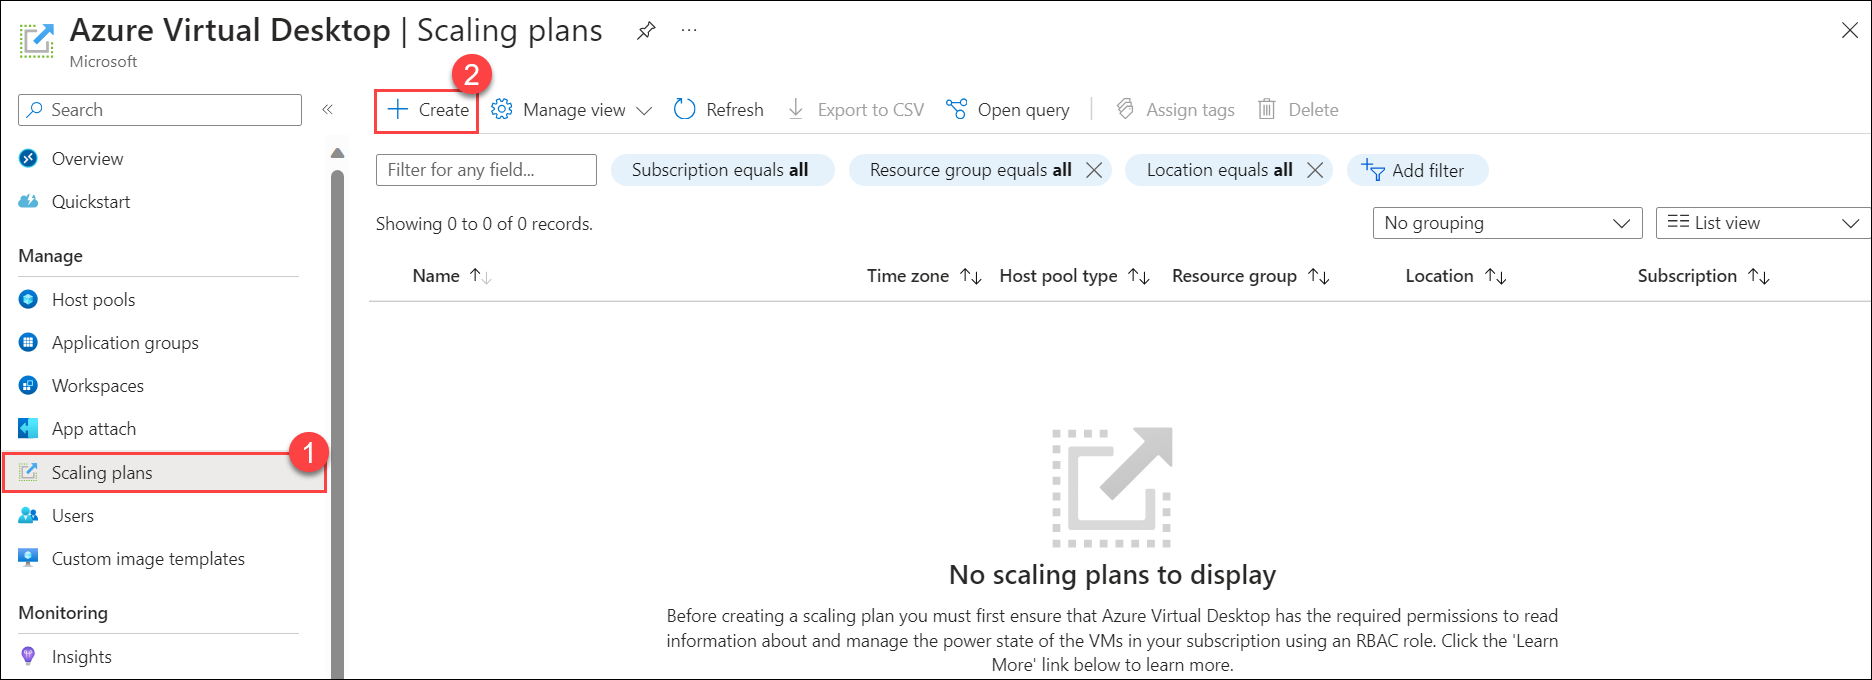 Azure Virtual Desktop | Scaling plans ...
Microsoft
Search «
Overview
Quickstart
Manage
Host pools
Application groups
Workspaces
App attach
1
Scaling plans
Users
Custom image templates
Monitoring
Insights
2
Create Manage view Refresh Export to CSV Open query Assign tags Delete
Filter for any field... Subscription equals all Resource group equals all Location equals all Add filter
Showing 0 to 0 of 0 records. No grouping List view
Name Time zone Host pool type Resource group Location Subscription
No scaling plans to display
Before creating a scaling plan you must first ensure that Azure Virtual Desktop has the required permissions to read
information about and manage the power state of the VMs in your subscription using an RBAC role. Click the 'Learn
More' link below to learn more.